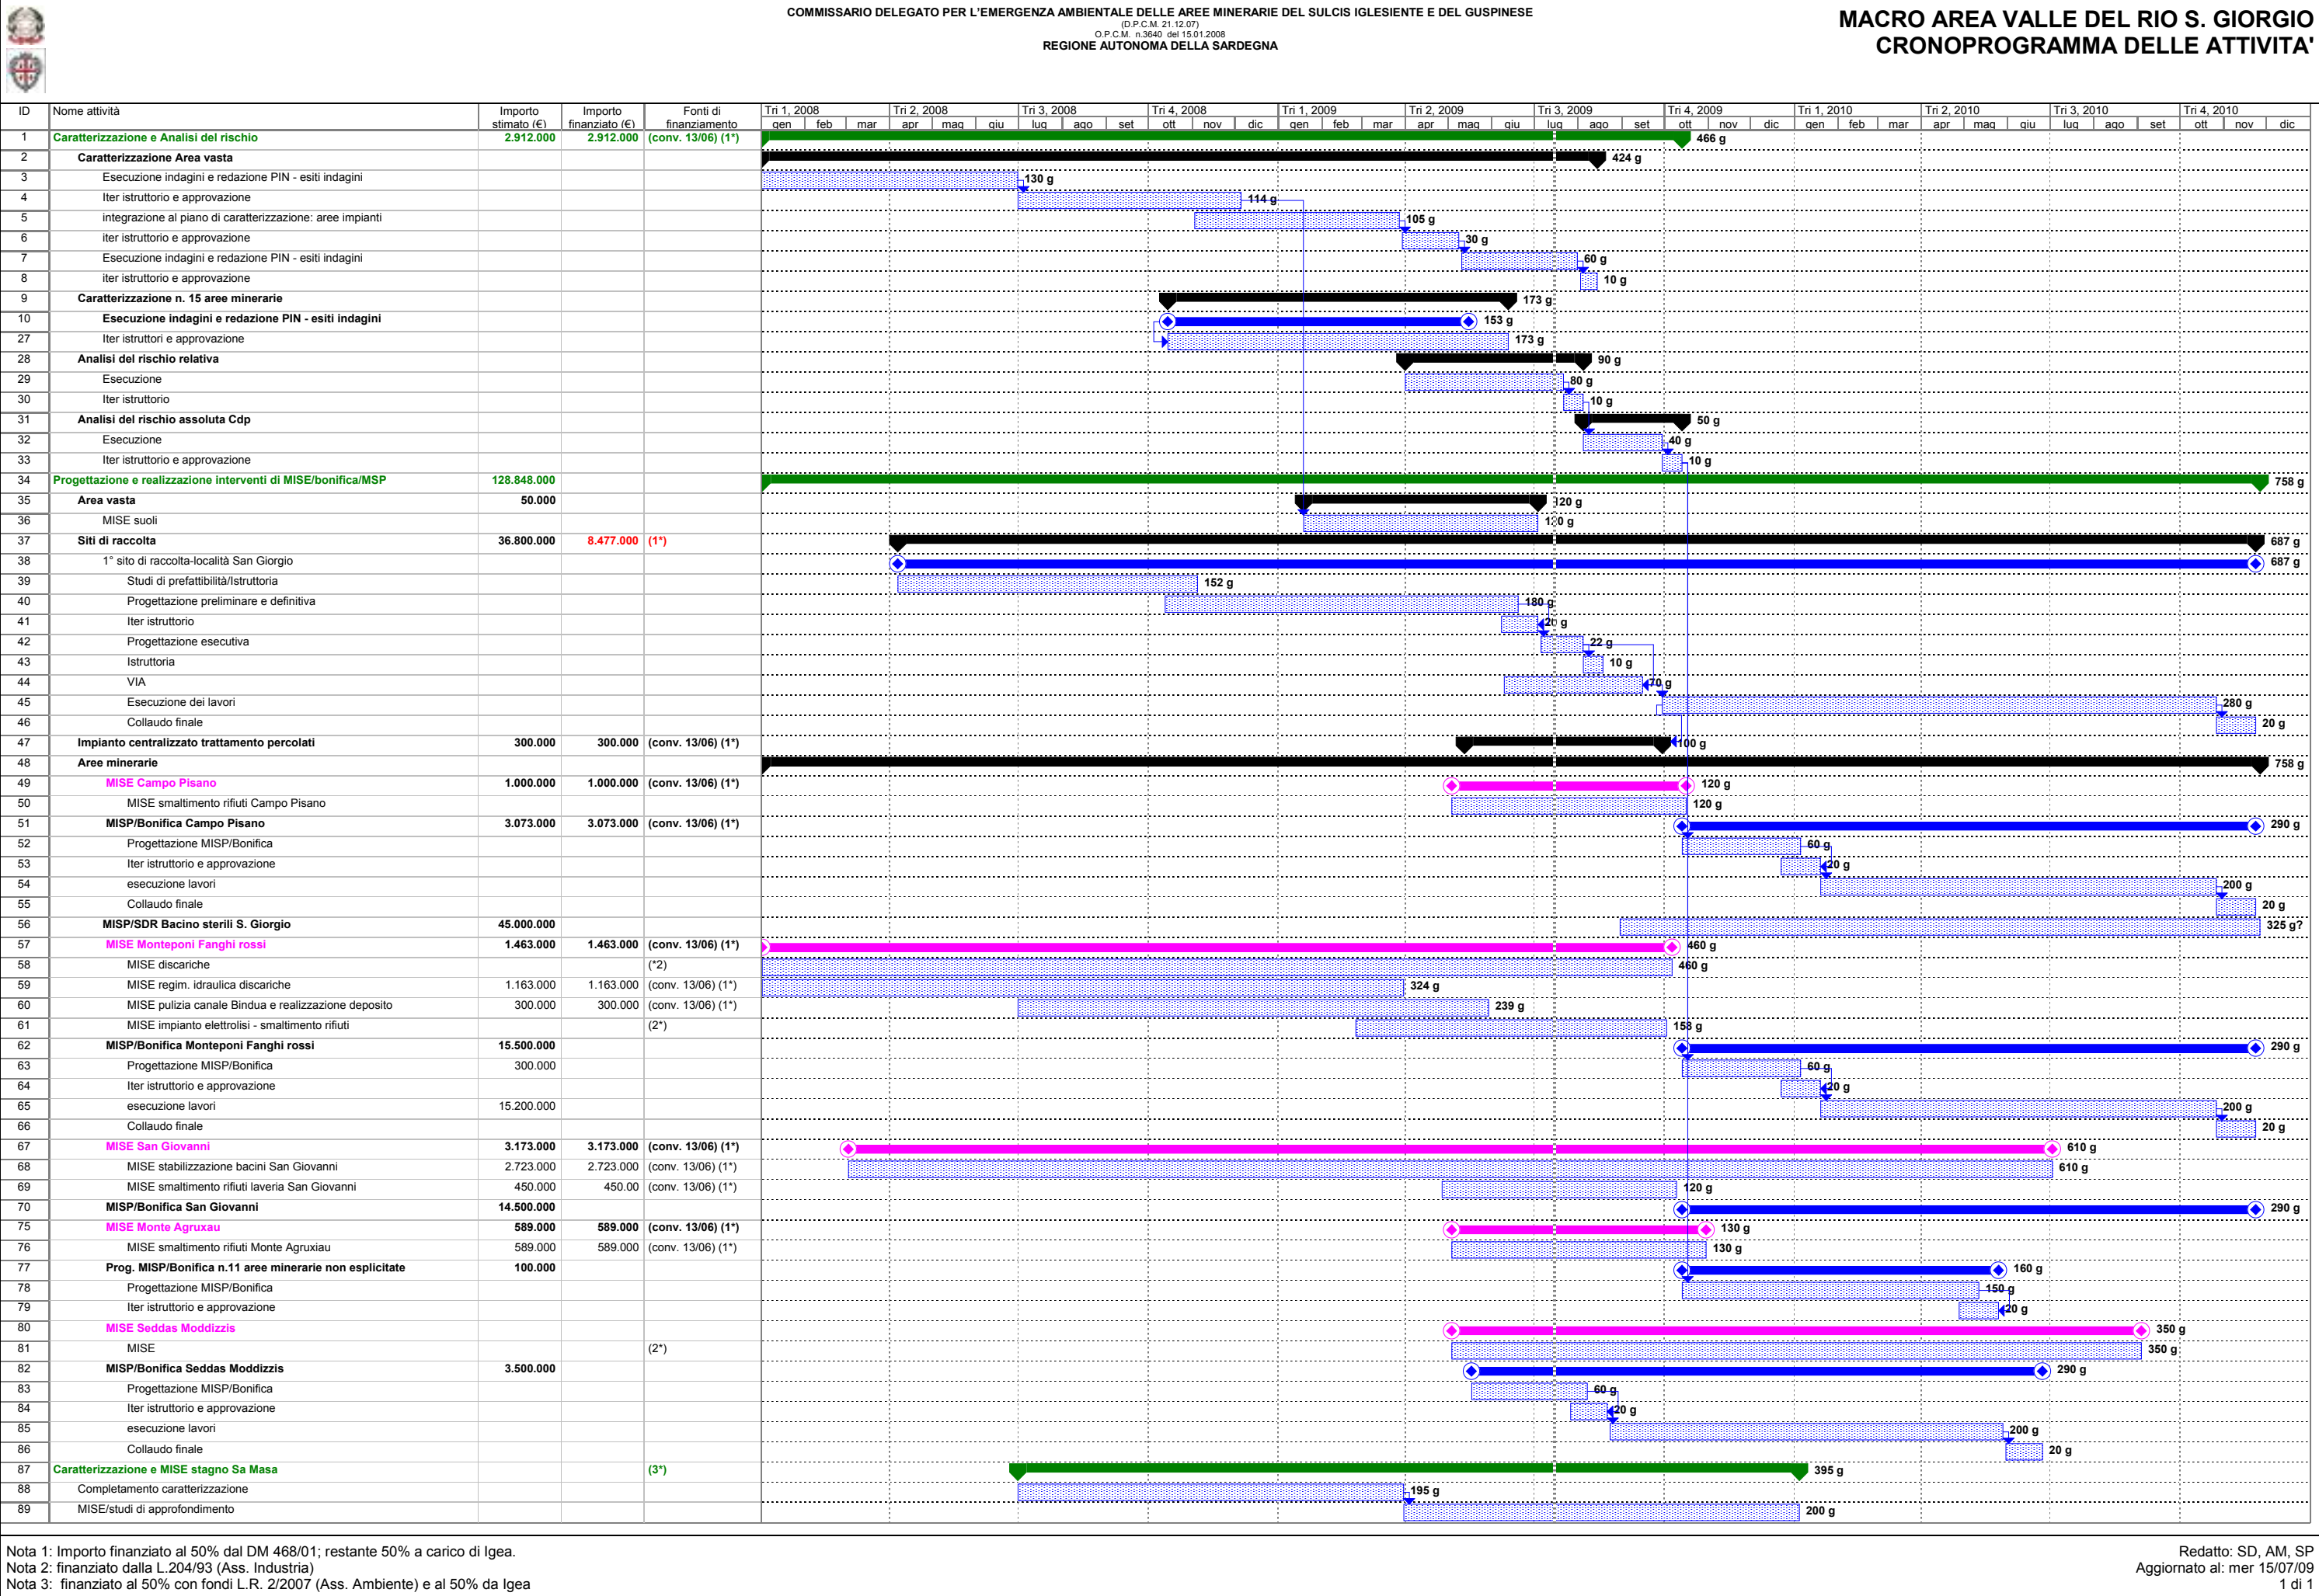 COMMISSARIO DELEGATO PER L'EMERGENZA AMBIENTALE DELLE AREE MINERARIE DEL SULCIS IGLESIENTE E DEL GUSPINESE
(D.P.C.M. 21.12.07)
O.P.C.M. n.3640 del 15.01.2008
REGIONE AUTONOMA DELLA SARDEGNA
MACRO AREA VALLE DEL RIO S. GIORGIO
CRONOPROGRAMMA DELLE ATTIVITA'
ID Nome attività Importo stimato (€) Importo finanziato (€) Fonti di finanziamento
Tri 1, 2008 Tri 2, 2008 Tri 3, 2008 Tri 4, 2008 Tri 1, 2009 Tri 2, 2009 Tri 3, 2009 Tri 4, 2009 Tri 1, 2010 Tri 2, 2010 Tri 3, 2010 Tri 4, 2010
gen feb mar apr mag giu lug ago set ott nov dic gen feb mar apr mag giu lug ago set ott nov dic gen feb mar apr mag giu lug ago set ott nov dic
1 Caratterizzazione e Analisi del rischio 2.912.000 2.912.000 (conv. 13/06) (1*) 466 g
2 Caratterizzazione Area vasta 424 g
3 Esecuzione indagini e redazione PIN - esiti indagini 130 g
4 Iter istruttorio e approvazione 114 g
5 integrazione al piano di caratterizzazione: aree impianti 105 g
6 iter istruttorio e approvazione 30 g
7 Esecuzione indagini e redazione PIN - esiti indagini 60 g
8 iter istruttorio e approvazione 10 g
9 Caratterizzazione n. 15 aree minerarie 173 g
10 Esecuzione indagini e redazione PIN - esiti indagini 153 g
27 Iter istruttori e approvazione 173 g
28 Analisi del rischio relativa 90 g
29 Esecuzione 80 g
30 Iter istruttorio 10 g
31 Analisi del rischio assoluta Cdp 50 g
32 Esecuzione 40 g
33 Iter istruttorio e approvazione 10 g
34 Progettazione e realizzazione interventi di MISE/bonifica/MSP 128.848.000 758 g
35 Area vasta 50.000 120 g
36 MISE suoli 120 g
37 Siti di raccolta 36.800.000 8.477.000 (1*) 687 g
38 1° sito di raccolta-località San Giorgio 687 g
39 Studi di prefattibilità/Istruttoria 152 g
40 Progettazione preliminare e definitiva 180 g
41 Iter istruttorio 20 g
42 Progettazione esecutiva 22 g
43 Istruttoria 10 g
44 VIA 70 g
45 Esecuzione dei lavori 280 g
46 Collaudo finale 20 g
47 Impianto centralizzato trattamento percolati 300.000 300.000 (conv. 13/06) (1*) 100 g
48 Aree minerarie 758 g
49 MISE Campo Pisano 1.000.000 1.000.000 (conv. 13/06) (1*) 120 g
50 MISE smaltimento rifiuti Campo Pisano 120 g
51 MISP/Bonifica Campo Pisano 3.073.000 3.073.000 (conv. 13/06) (1*) 290 g
52 Progettazione MISP/Bonifica 60 g
53 Iter istruttorio e approvazione 20 g
54 esecuzione lavori 200 g
55 Collaudo finale 20 g
56 MISP/SDR Bacino sterili S. Giorgio 45.000.000 325 g?
57 MISE Monteponi Fanghi rossi 1.463.000 1.463.000 (conv. 13/06) (1*) 460 g
58 MISE discariche (*2) 460 g
59 MISE regim. idraulica discariche 1.163.000 1.163.000 (conv. 13/06) (1*) 324 g
60 MISE pulizia canale Bindua e realizzazione deposito 300.000 300.000 (conv. 13/06) (1*) 239 g
61 MISE impianto elettrolisi - smaltimento rifiuti (2*) 158 g
62 MISP/Bonifica Monteponi Fanghi rossi 15.500.000 290 g
63 Progettazione MISP/Bonifica 300.000 60 g
64 Iter istruttorio e approvazione 20 g
65 esecuzione lavori 15.200.000 200 g
66 Collaudo finale 20 g
67 MISE San Giovanni 3.173.000 3.173.000 (conv. 13/06) (1*) 610 g
68 MISE stabilizzazione bacini San Giovanni 2.723.000 2.723.000 (conv. 13/06) (1*) 610 g
69 MISE smaltimento rifiuti laveria San Giovanni 450.000 450.00 (conv. 13/06) (1*) 120 g
70 MISP/Bonifica San Giovanni 14.500.000 290 g
75 MISE Monte Agruxau 589.000 589.000 (conv. 13/06) (1*) 130 g
76 MISE smaltimento rifiuti Monte Agruxiau 589.000 589.000 (conv. 13/06) (1*) 130 g
77 Prog. MISP/Bonifica n.11 aree minerarie non esplicitate 100.000 160 g
78 Progettazione MISP/Bonifica 150 g
79 Iter istruttorio e approvazione 20 g
80 MISE Seddas Moddizzis 350 g
81 MISE (2*) 350 g
82 MISP/Bonifica Seddas Moddizzis 3.500.000 290 g
83 Progettazione MISP/Bonifica 60 g
84 Iter istruttorio e approvazione 20 g
85 esecuzione lavori 200 g
86 Collaudo finale 20 g
87 Caratterizzazione e MISE stagno Sa Masa (3*) 395 g
88 Completamento caratterizzazione 195 g
89 MISE/studi di approfondimento 200 g
Nota 1: Importo finanziato al 50% dal DM 468/01; restante 50% a carico di Igea.
Nota 2: finanziato dalla L.204/93 (Ass. Industria)
Nota 3: finanziato al 50% con fondi L.R. 2/2007 (Ass. Ambiente) e al 50% da Igea
Redatto: SD, AM, SP
Aggiornato al: mer 15/07/09
1 di 1